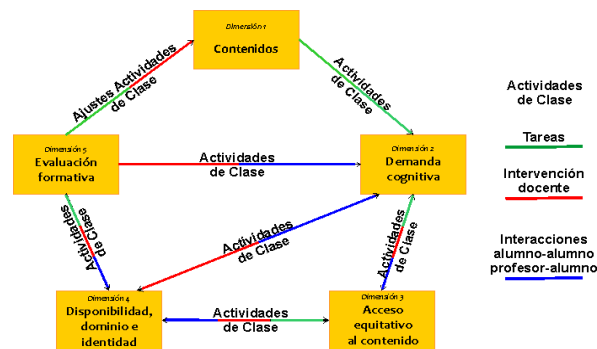 Dimensión 1
Contenidos
Ajustes Actividades
de Clase
Actividades
de Clase
Dimensión 5
Evaluación
formativa
Actividades
de Clase
Dimensión 2
Demanda
cognitiva
Actividades
de Clase
Actividades
de Clase
Actividades
de Clase
Dimensión 4
Disponibilidad,
dominio e
identidad
Actividades
de Clase
Dimensión 3
Acceso
equitativo
al contenido
Actividades
de Clase
Tareas
Intervención
docente
Interacciones
alumno-alumno
profesor-alumno